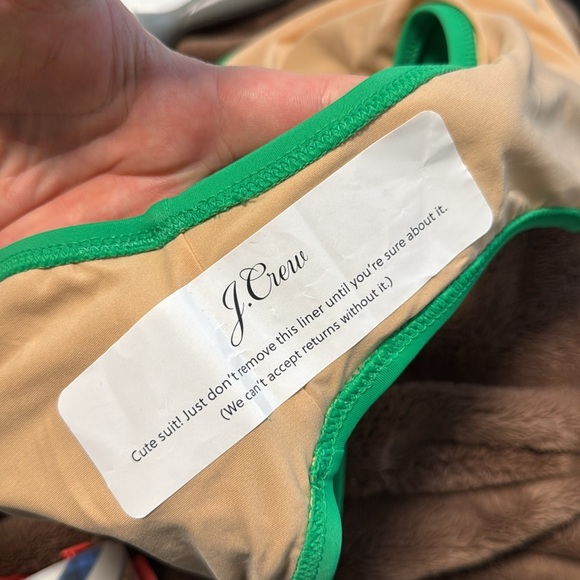 J.Crew
Cute suit! Just don't remove this liner until you're sure about it.
(We can't accept returns without it.)